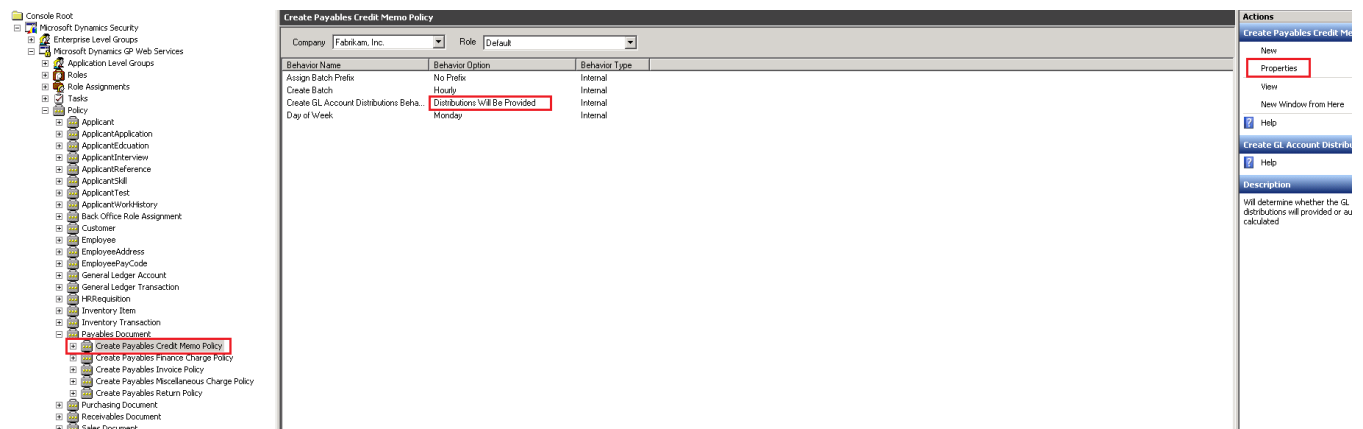 Console Root
Microsoft Dynamics Security
Enterprise Level Groups
Microsoft Dynamics GP Web Services
Application Level Groups
Roles
Role Assignments
Tasks
Policy
Applicant
ApplicantApplication
ApplicantEdcuation
ApplicantInterview
ApplicantReference
ApplicantSkill
ApplicantTest
ApplicantWorkHistory
Back Office Role Assignment
Customer
Employee
EmployeeAddress
EmployeePayCode
General Ledger Account
General Ledger Transaction
HRRequisition
Inventory Item
Inventory Transaction
Payables Document
Create Payables Credit Memo Policy
Create Payables Finance Charge Policy
Create Payables Invoice Policy
Create Payables Miscellaneous Charge Policy
Create Payables Return Policy
Purchasing Document
Receivables Document
Sales Document
Create Payables Credit Memo Policy
Company Fabrikam, Inc. Role Default
Behavior Name Behavior Option Behavior Type
Assign Batch Prefix No Prefix Internal
Create Batch Hourly Internal
Create GL Account Distributions Beha... Distributions Will Be Provided Internal
Day of Week Monday Internal
Actions
Create Payables Credit Me
New
Properties
View
New Window from Here
Help
Create GL Account Distribu
Help
Description
Will determine whether the GL
distributions will provided or au
calculated